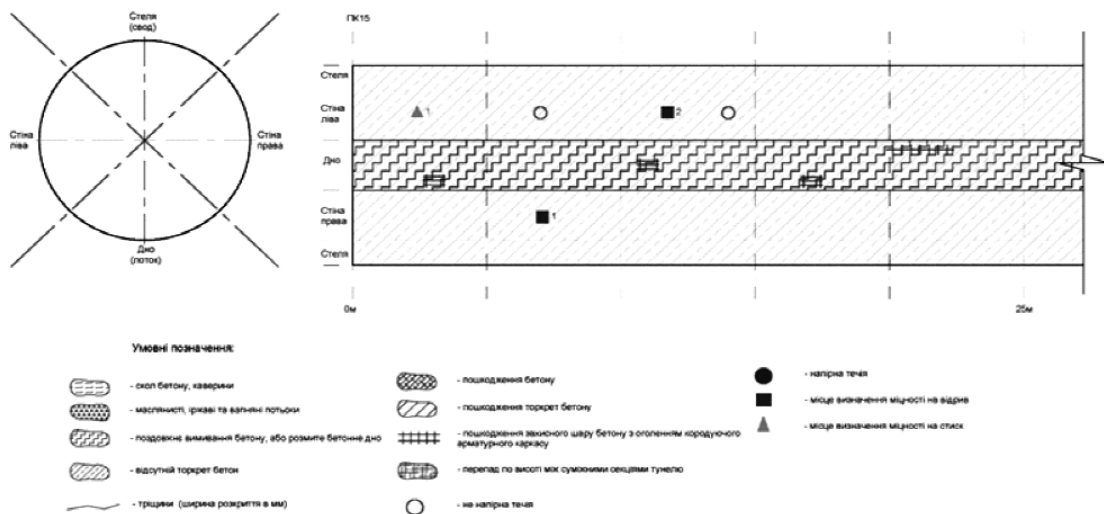 Стеля
(свод)
Стіна
ліва
Стіна
права
Дно
(лоток)
ПК15
Стеля
Стіна
ліва
Дно
Стіна
права
Стеля
1
2
1
0м
25м
Умовні позначення:
- скол бетону, каверни
- маслянисті, іржаві та вапняні потьоки
- поздовжнє вимивання бетону, або розмите бетонне дно
- відсутній торкрет бетон
- тріщини (ширина розкриття в мм)
- пошкодження бетону
- пошкодження торкрет бетону
- пошкодження захисного шару бетону з оголенням кородуючого
арматурного каркасу
- перепад по висоті між суміжними секціями тунелю
- не напірна течія
- напірна течія
- місце визначення міцності на відрив
- місце визначення міцності на стиск